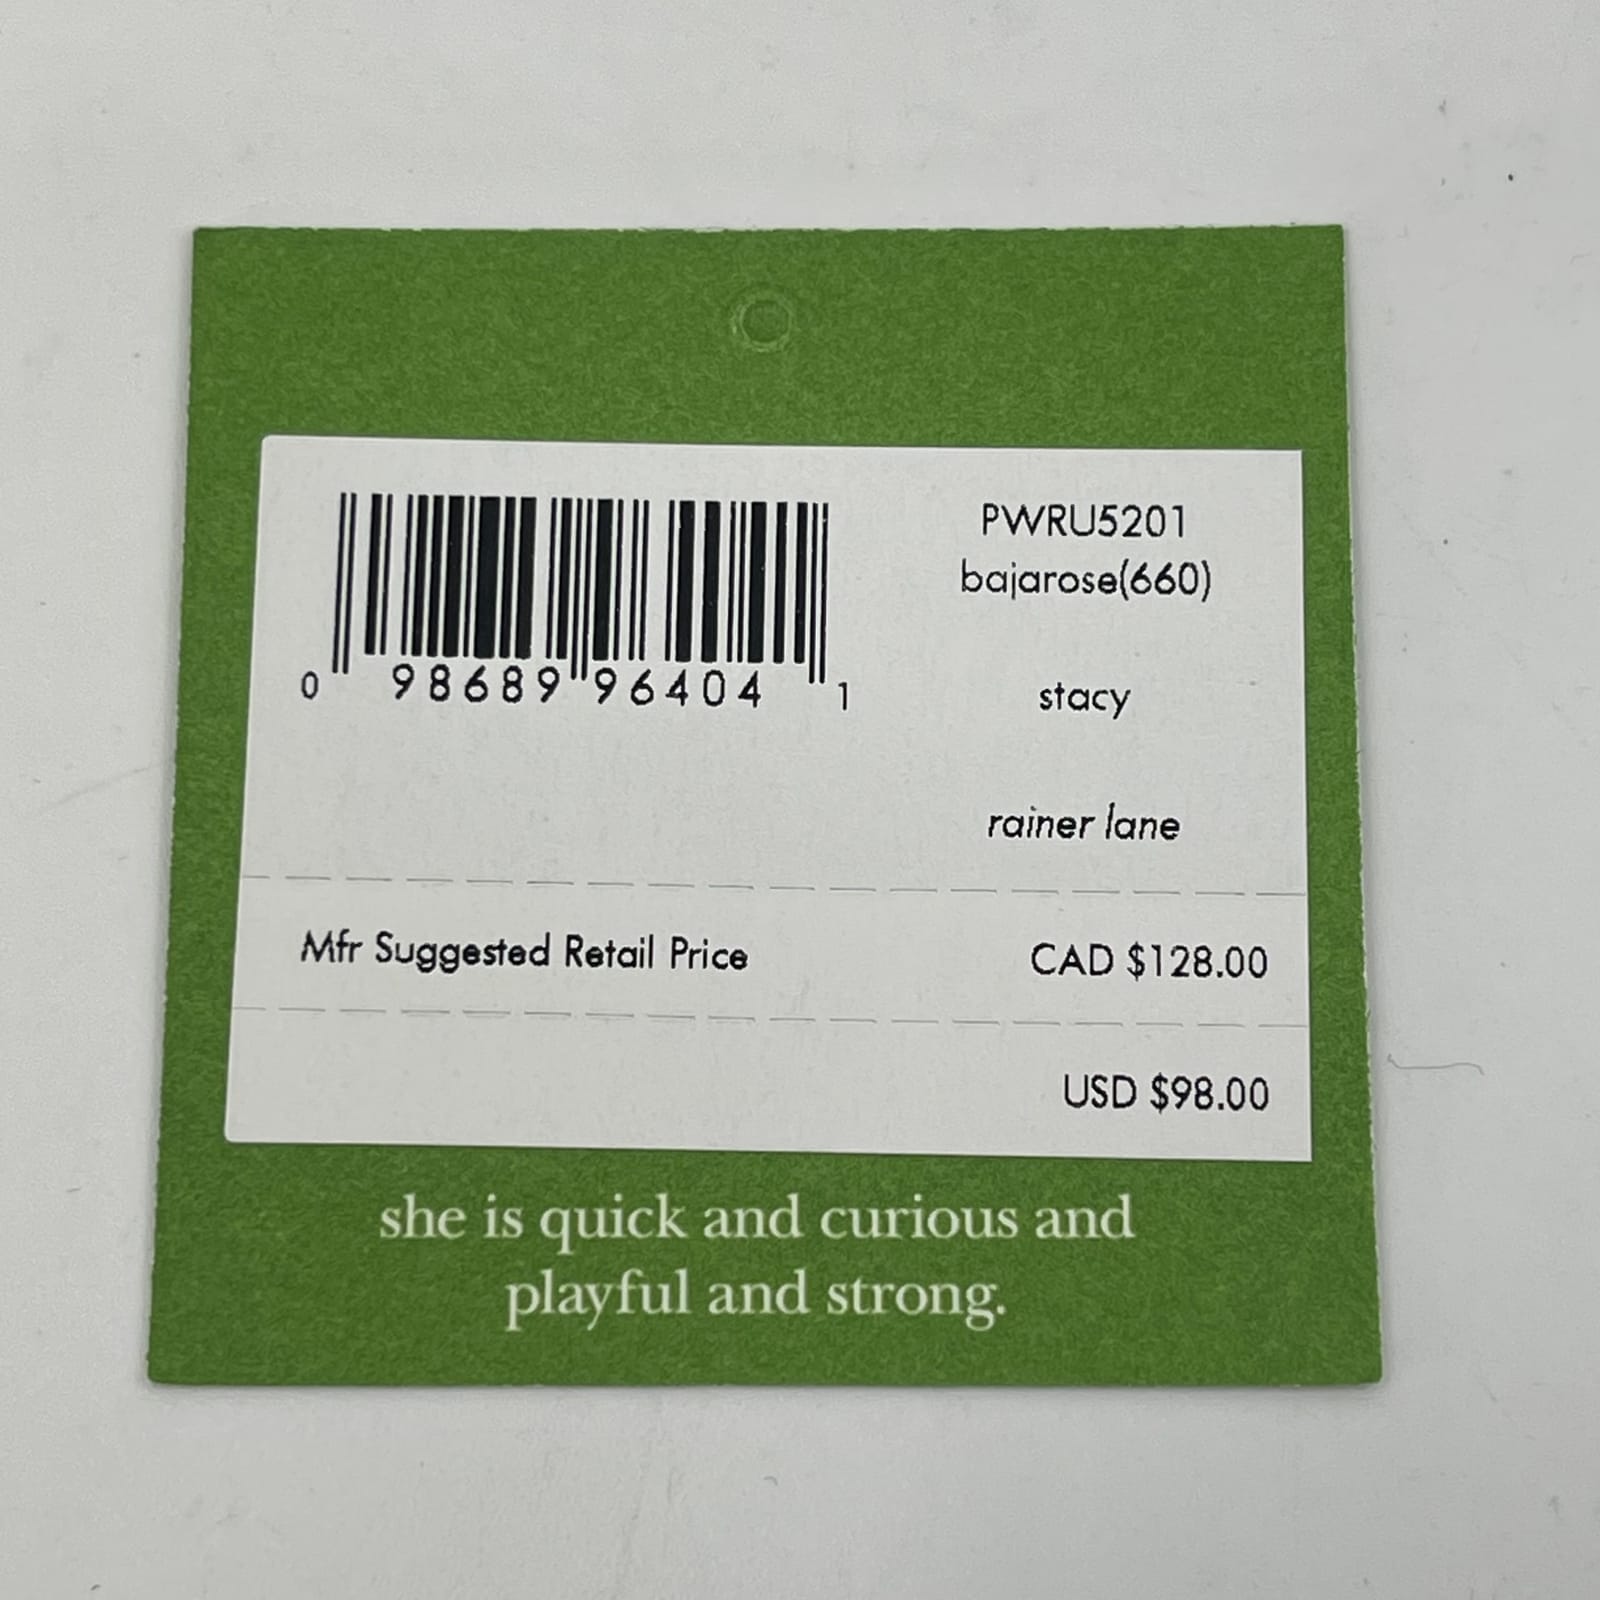 0 98689 96404 1
PWRU5201
bajarose(660)
stacy
rainer lane
Mfr Suggested Retail Price CAD $128.00
USD $98.00
she is quick and curious and
playful and strong.